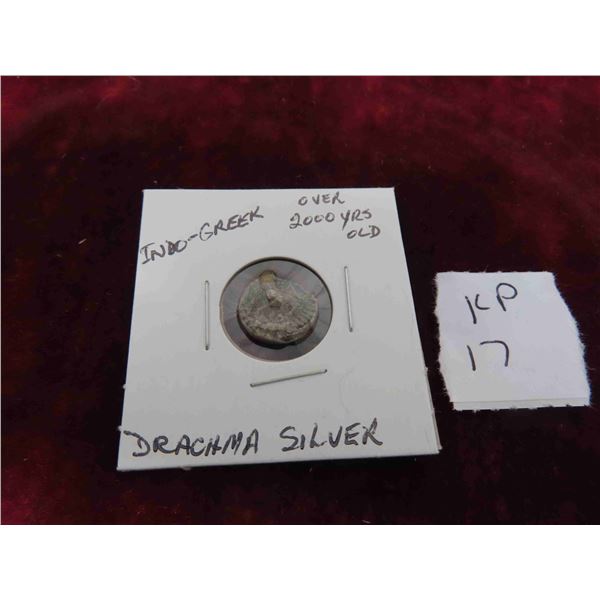 INDO-GREEK
OVER
2000 YRS
OLD
DRACHMA SILVER
KP
17